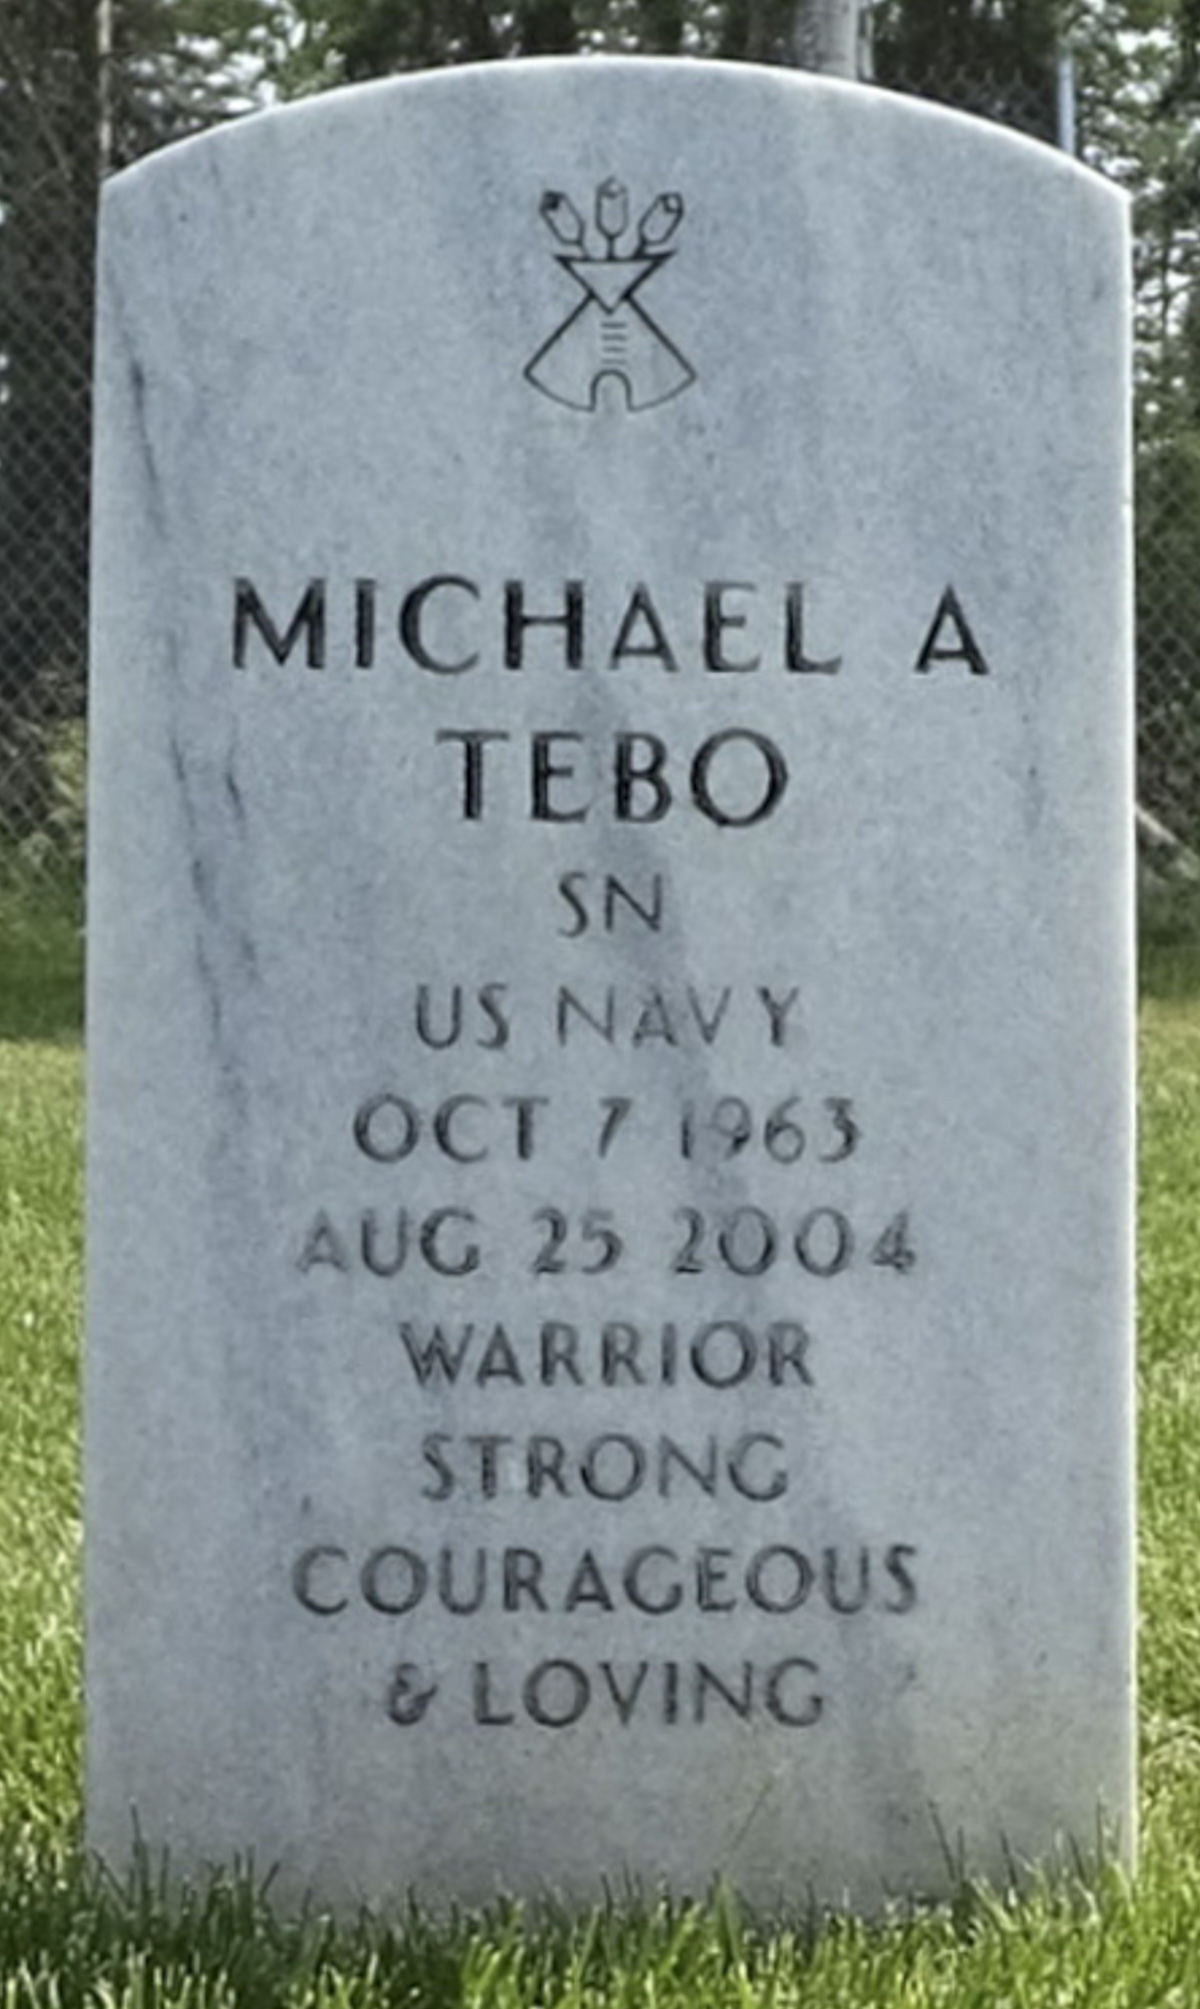 MICHAEL A
TEBO
SN
US NAVY
OCT 7 1963
AUG 25 2004
WARRIOR
STRONG
COURAGEOUS
& LOVING